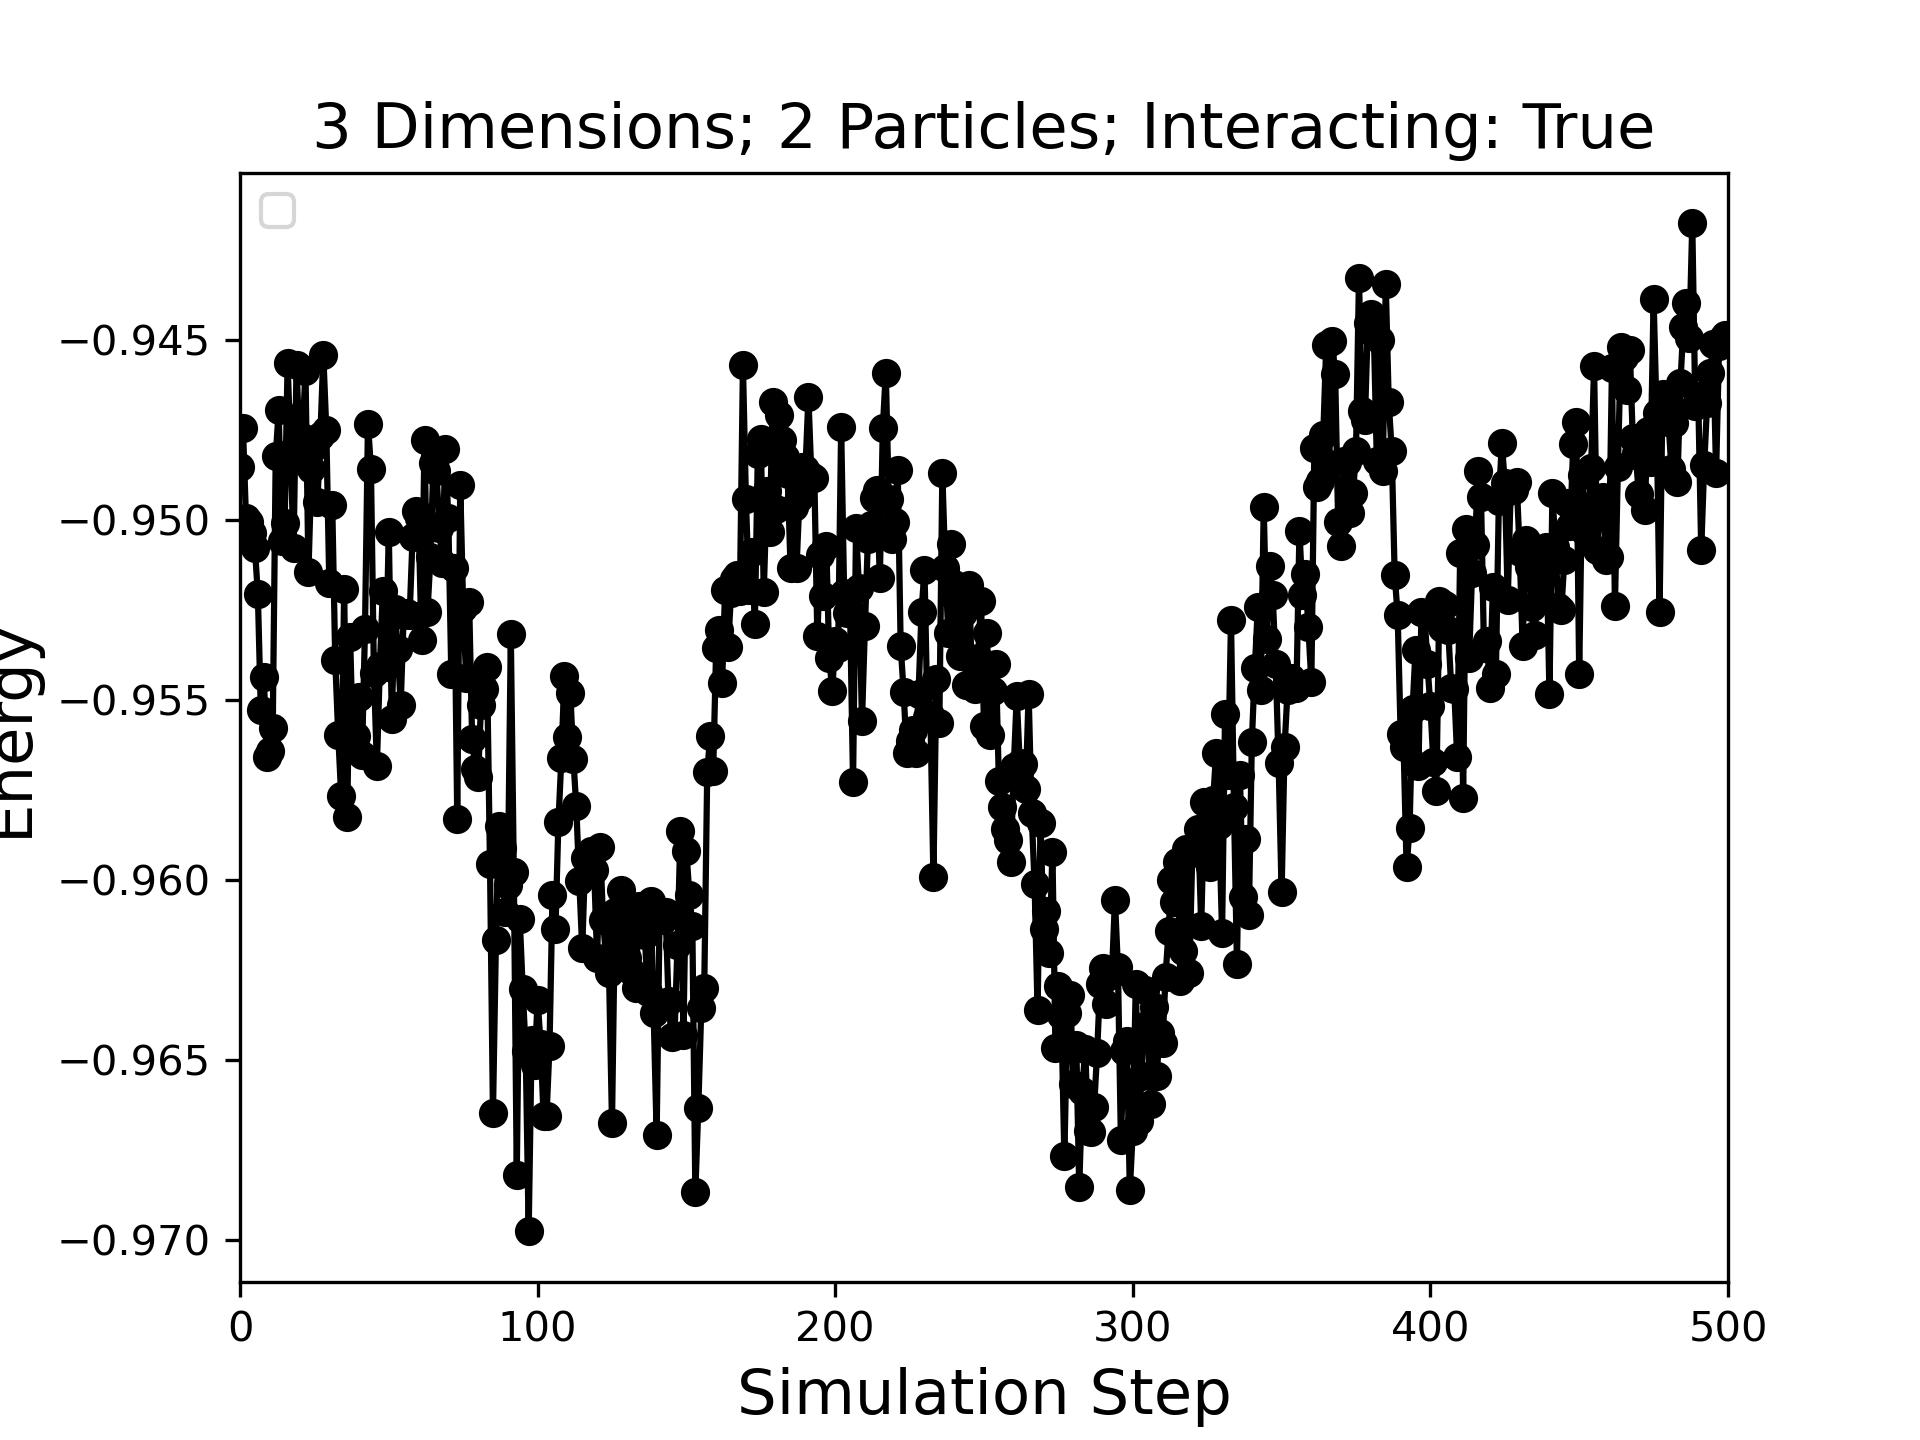 3 Dimensions; 2 Particles; Interacting: True
Energy
−0.945
−0.950
−0.955
−0.960
−0.965
−0.970
0 100 200 300 400 500
Simulation Step